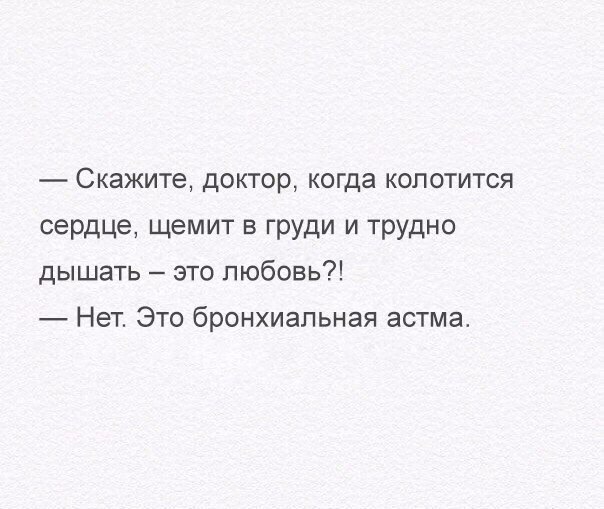 — Скажите, доктор, когда колотится
сердце, щемит в груди и трудно
дышать – это любовь?!
— Нет. Это бронхиальная астма.